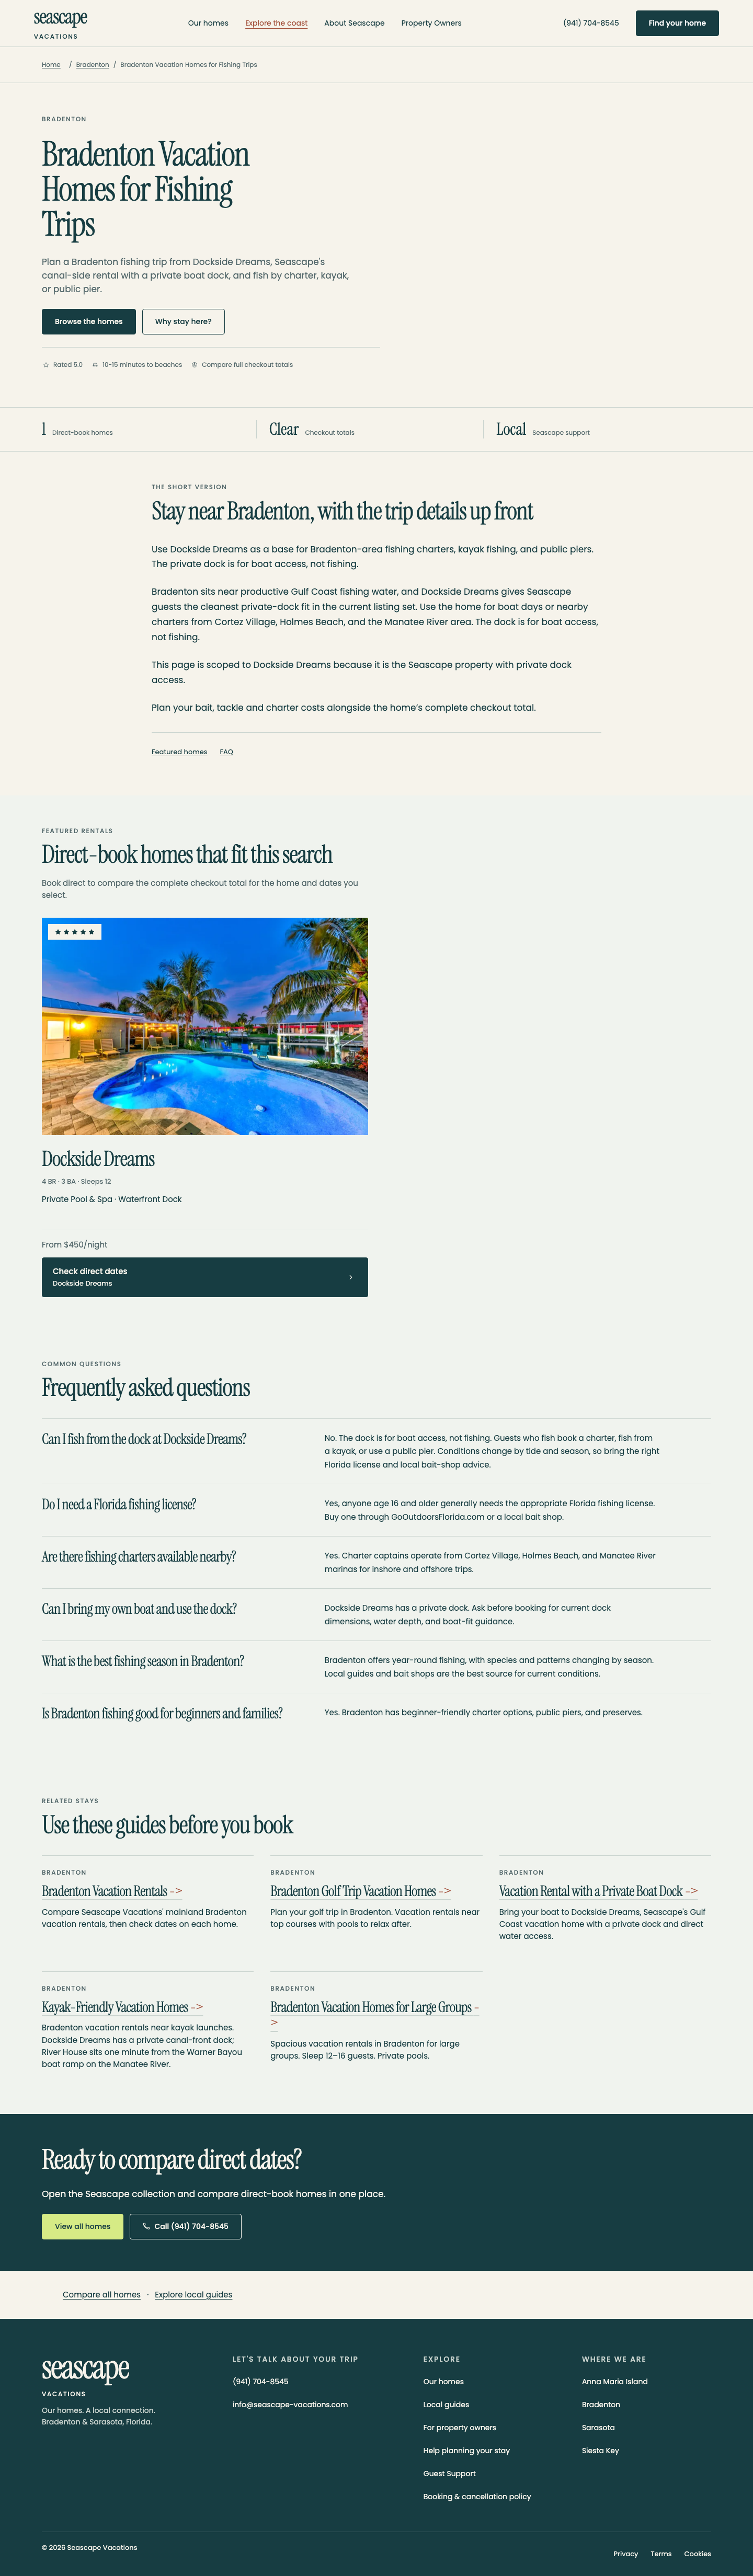 seascape
VACATIONS
Our homes
Explore the coast
About Seascape
Property Owners
(941) 704-8545
Find your home
Home / Bradenton / Bradenton Vacation Homes for Fishing Trips
BRADENTON
Bradenton Vacation
Homes for Fishing
Trips
Plan a Bradenton fishing trip from Dockside Dreams, Seascape's
canal-side rental with a private boat dock, and fish by charter, kayak,
or public pier.
Browse the homes
Why stay here?
Rated 5.0
10-15 minutes to beaches
Compare full checkout totals
1 Direct-book homes
Clear Checkout totals
Local Seascape support
THE SHORT VERSION
Stay near Bradenton, with the trip details up front
Use Dockside Dreams as a base for Bradenton-area fishing charters, kayak fishing, and public piers.
The private dock is for boat access, not fishing.
Bradenton sits near productive Gulf Coast fishing water, and Dockside Dreams gives Seascape
guests the cleanest private-dock fit in the current listing set. Use the home for boat days or nearby
charters from Cortez Village, Holmes Beach, and the Manatee River area. The dock is for boat access,
not fishing.
This page is scoped to Dockside Dreams because it is the Seascape property with private dock
access.
Plan your bait, tackle and charter costs alongside the home's complete checkout total.
Featured homes
FAQ
FEATURED RENTALS
Direct-book homes that fit this search
Book direct to compare the complete checkout total for the home and dates you
select.
Dockside Dreams
4 BR · 3 BA · Sleeps 12
Private Pool & Spa · Waterfront Dock
From $450/night
Check direct dates
Dockside Dreams
COMMON QUESTIONS
Frequently asked questions
Can I fish from the dock at Dockside Dreams?
No. The dock is for boat access, not fishing. Guests who fish book a charter, fish from
a kayak, or use a public pier. Conditions change by tide and season, so bring the right
Florida license and local bait-shop advice.
Do I need a Florida fishing license?
Yes, anyone age 16 and older generally needs the appropriate Florida fishing license.
Buy one through GoOutdoorsFlorida.com or a local bait shop.
Are there fishing charters available nearby?
Yes. Charter captains operate from Cortez Village, Holmes Beach, and Manatee River
marinas for inshore and offshore trips.
Can I bring my own boat and use the dock?
Dockside Dreams has a private dock. Ask before booking for current dock
dimensions, water depth, and boat-fit guidance.
What is the best fishing season in Bradenton?
Bradenton offers year-round fishing, with species and patterns changing by season.
Local guides and bait shops are the best source for current conditions.
Is Bradenton fishing good for beginners and families?
Yes. Bradenton has beginner-friendly charter options, public piers, and preserves.
RELATED STAYS
Use these guides before you book
BRADENTON
Bradenton Vacation Rentals ->
Compare Seascape Vacations' mainland Bradenton
vacation rentals, then check dates on each home.
BRADENTON
Bradenton Golf Trip Vacation Homes ->
Plan your golf trip in Bradenton. Vacation rentals near
top courses with pools to relax after.
BRADENTON
Vacation Rental with a Private Boat Dock ->
Bring your boat to Dockside Dreams, Seascape's Gulf
Coast vacation home with a private dock and direct
water access.
BRADENTON
Kayak-Friendly Vacation Homes ->
Bradenton vacation rentals near kayak launches.
Dockside Dreams has a private canal-front dock;
River House sits one minute from the Warner Bayou
boat ramp on the Manatee River.
BRADENTON
Bradenton Vacation Homes for Large Groups -
>
Spacious vacation rentals in Bradenton for large
groups. Sleep 12–16 guests. Private pools.
Ready to compare direct dates?
Open the Seascape collection and compare direct-book homes in one place.
View all homes
Call (941) 704-8545
Compare all homes · Explore local guides
seascape
VACATIONS
Our homes. A local connection.
Bradenton & Sarasota, Florida.
LET'S TALK ABOUT YOUR TRIP
(941) 704-8545
info@seascape-vacations.com
EXPLORE
Our homes
Local guides
For property owners
Help planning your stay
Guest Support
Booking & cancellation policy
WHERE WE ARE
Anna Maria Island
Bradenton
Sarasota
Siesta Key
© 2026 Seascape Vacations
Privacy
Terms
Cookies